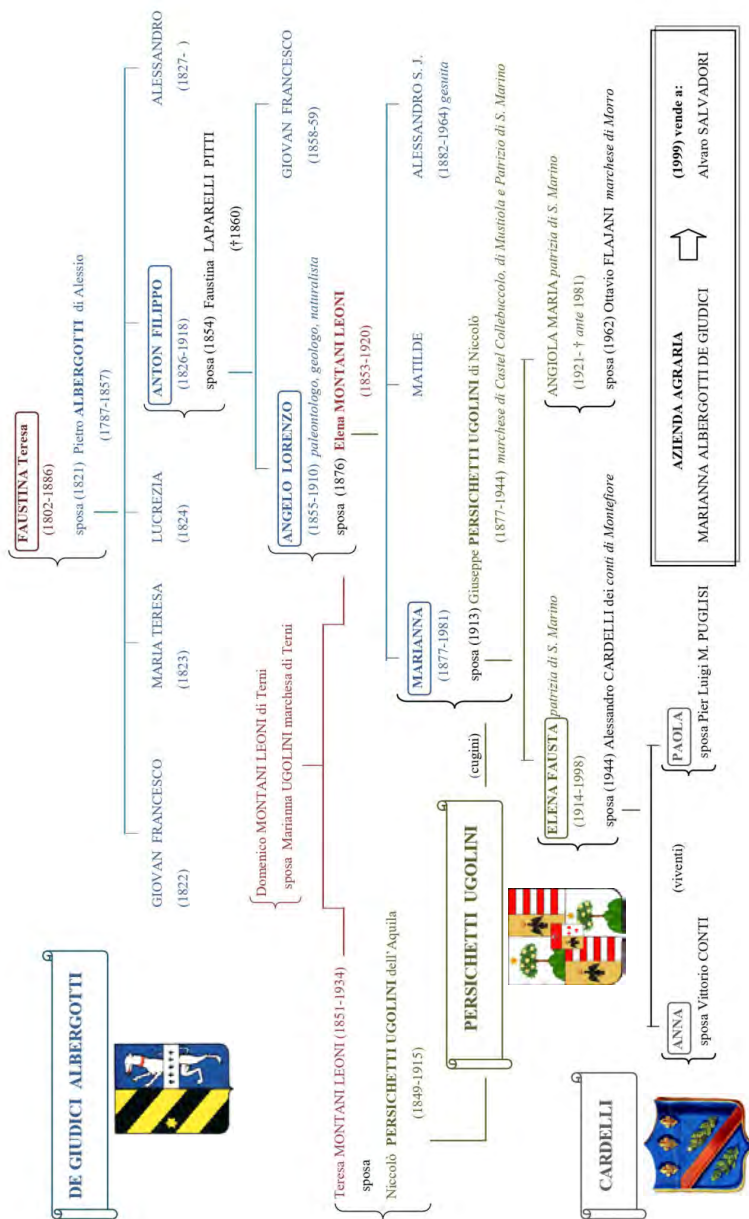 DE GIUDICI ALBERGOTTI
FAUSTINA Teresa
(1802-1886)
sposa (1821) Pietro ALBERGOTTI di Alessio
(1787-1857)
GIOVAN FRANCESCO
(1822)
MARIA TERESA
(1823)
LUCREZIA
(1824)
ANTON FILIPPO
(1826-1918)
sposa (1854) Faustina LAPARELLI PITTI
(†1860)
ALESSANDRO
(1827- )
Domenico MONTANI LEONI di Terni
sposa Marianna UGOLINI marchesa di Terni
ANGELO LORENZO
(1855-1910) paleontologo, geologo, naturalista
sposa (1876) Elena MONTANI LEONI
(1853-1920)
GIOVAN FRANCESCO
(1858-59)
Teresa MONTANI LEONI (1851-1934)
sposa
Niccolò PERSICHETTI UGOLINI dell'Aquila
(1849-1915)
MARIANNA
(1877-1981)
sposa (1913) Giuseppe PERSICHETTI UGOLINI di Niccolò
(1877-1944) marchese di Castel Collebuccolo, di Mustiola e Patrizio di S. Marino
MATILDE
ALESSANDRO S. J.
(1882-1964) gesuita
PERSICHETTI UGOLINI
(cugini)
ELENA FAUSTA patrizia di S. Marino
(1914-1998)
sposa (1944) Alessandro CARDELLI dei conti di Montefiore
ANGIOLA MARIA patrizia di S. Marino
(1921- † ante 1981)
sposa (1962) Ottavio FLAJANI marchese di Morro
CARDELLI
ANNA
sposa Vittorio CONTI
(viventi)
PAOLA
sposa Pier Luigi M. PUGLISI
AZIENDA AGRARIA
MARIANNA ALBERGOTTI DE GIUDICI
(1999) vende a:
Alvaro SALVADORI